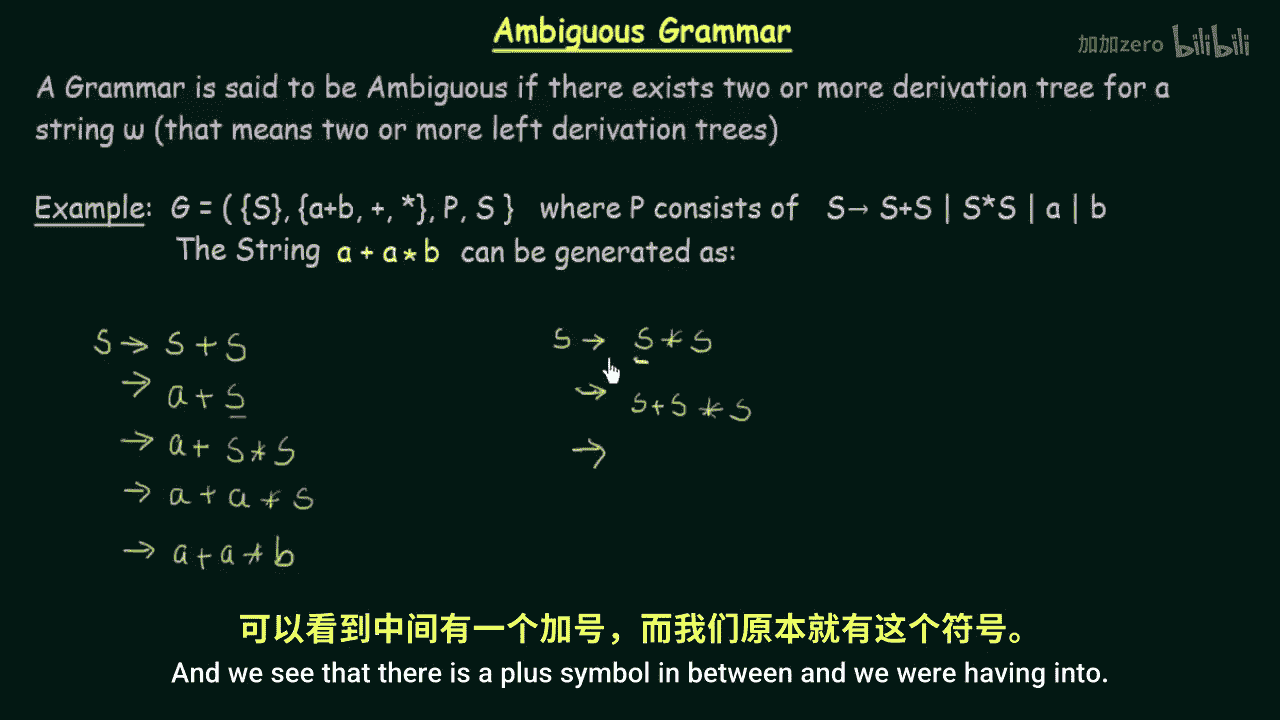 Ambiguous Grammar
加加zero bilibili
A Grammar is said to be Ambiguous if there exists two or more derivation tree for a
string ω (that means two or more left derivation trees)
Example: G = ( {S}, {a+b, +, *}, P, S } where P consists of S→ S+S | S*S | a | b
The String a + a * b can be generated as:
S → S + S
→ a + S
→ a + S * S
→ a + a * S
→ a + a * b
S → S * S
→ S + S * S
→
可以看到中间有一个加号，而我们原本就有这个符号。
And we see that there is a plus symbol in between and we were having into.